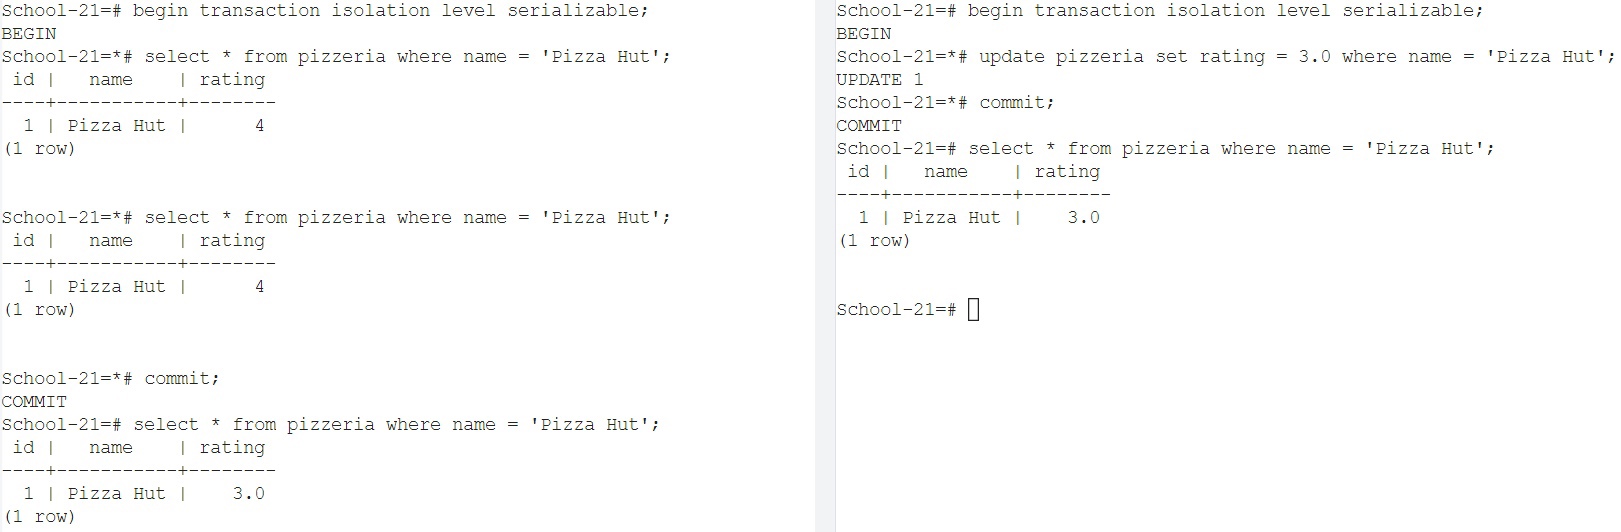 School-21=# begin transaction isolation level serializable;
BEGIN
School-21=*# select * from pizzeria where name = 'Pizza Hut';
 id |   name    | rating
----+-----------+--------
  1 | Pizza Hut |      4
(1 row)
School-21=*# select * from pizzeria where name = 'Pizza Hut';
 id |   name    | rating
----+-----------+--------
  1 | Pizza Hut |      4
(1 row)
School-21=*# commit;
COMMIT
School-21=# select * from pizzeria where name = 'Pizza Hut';
 id |   name    | rating
----+-----------+--------
  1 | Pizza Hut |    3.0
(1 row)
School-21=# begin transaction isolation level serializable;
BEGIN
School-21=*# update pizzeria set rating = 3.0 where name = 'Pizza Hut';
UPDATE 1
School-21=*# commit;
COMMIT
School-21=# select * from pizzeria where name = 'Pizza Hut';
 id |   name    | rating
----+-----------+--------
  1 | Pizza Hut |    3.0
(1 row)
School-21=#